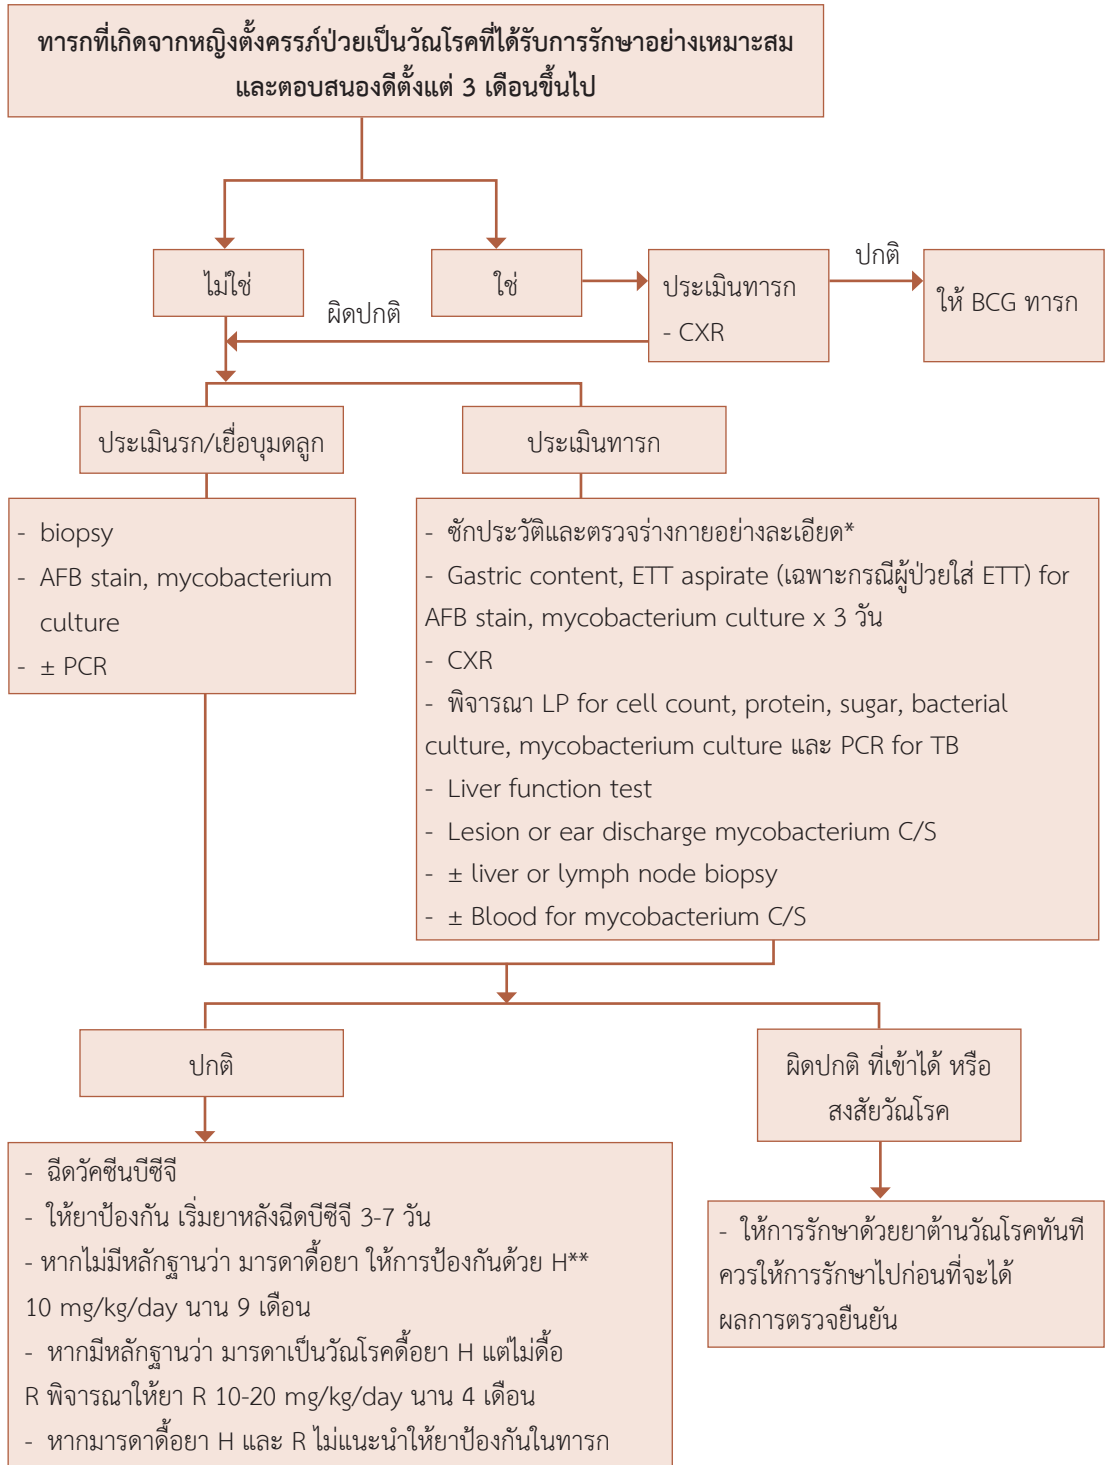 ทารกที่เกิดจากหญิงตั้งครรภ์ป่วยเป็นวัณโรคที่ได้รับการรักษาอย่างเหมาะสม
และตอบสนองดีตั้งแต่ 3 เดือนขึ้นไป
ไม่ใช่
ใช่
ประเมินทารก
- CXR
ปกติ
ให้ BCG ทารก
ผิดปกติ
ประเมินรก/เยื่อบุมดลูก
ประเมินทารก
- biopsy
- AFB stain, mycobacterium
culture
- ± PCR
- ซักประวัติและตรวจร่างกายอย่างละเอียด*
- Gastric content, ETT aspirate (เฉพาะกรณีผู้ป่วยใส่ ETT) for
AFB stain, mycobacterium culture x 3 วัน
- CXR
- พิจารณา LP for cell count, protein, sugar, bacterial
culture, mycobacterium culture และ PCR for TB
- Liver function test
- Lesion or ear discharge mycobacterium C/S
- ± liver or lymph node biopsy
- ± Blood for mycobacterium C/S
ปกติ
ผิดปกติ ที่เข้าได้ หรือ
สงสัยวัณโรค
- ฉีดวัคซีนบีซีจี
- ให้ยาป้องกัน เริ่มยาหลังฉีดบีซีจี 3-7 วัน
- หากไม่มีหลักฐานว่า มารดาดื้อยา ให้การป้องกันด้วย H**
10 mg/kg/day นาน 9 เดือน
- หากมีหลักฐานว่า มารดาเป็นวัณโรคดื้อยา H แต่ไม่ดื้อ
R พิจารณาให้ยา R 10-20 mg/kg/day นาน 4 เดือน
- หากมารดาดื้อยา H และ R ไม่แนะนำให้ยาป้องกันในทารก
- ให้การรักษาด้วยยาต้านวัณโรคทันที
ควรให้การรักษาไปก่อนที่จะได้
ผลการตรวจยืนยัน